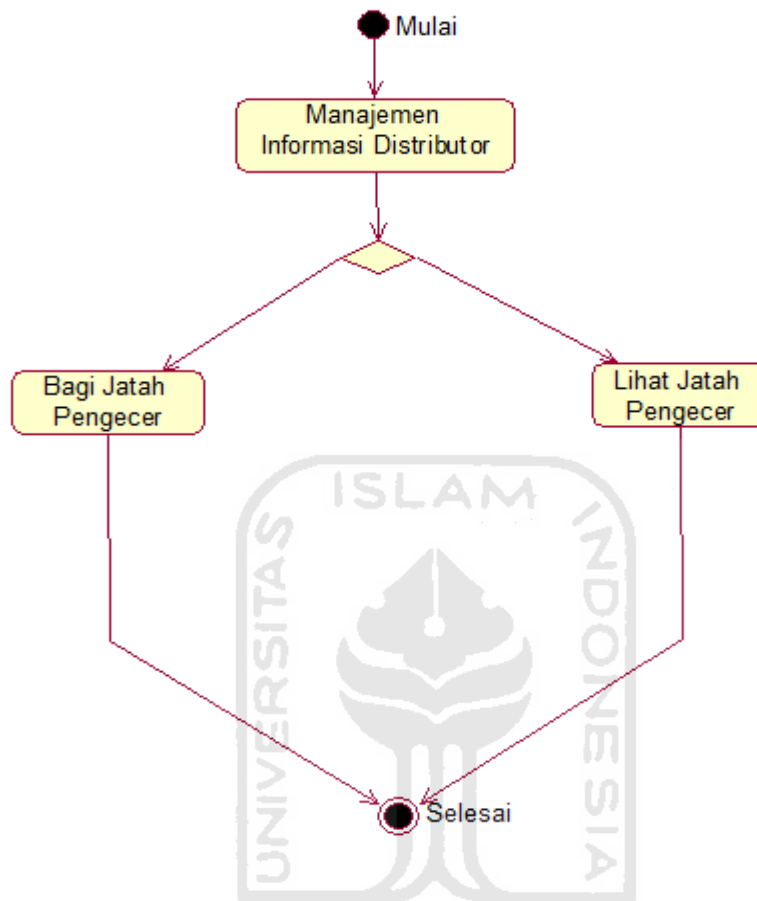 Mulai
Manajemen
Informasi Distributor
Bagi Jatah
Pengecer
Lihat Jatah
Pengecer
UNIVERSITAS
ISLAM
INDONESIA
Selesai